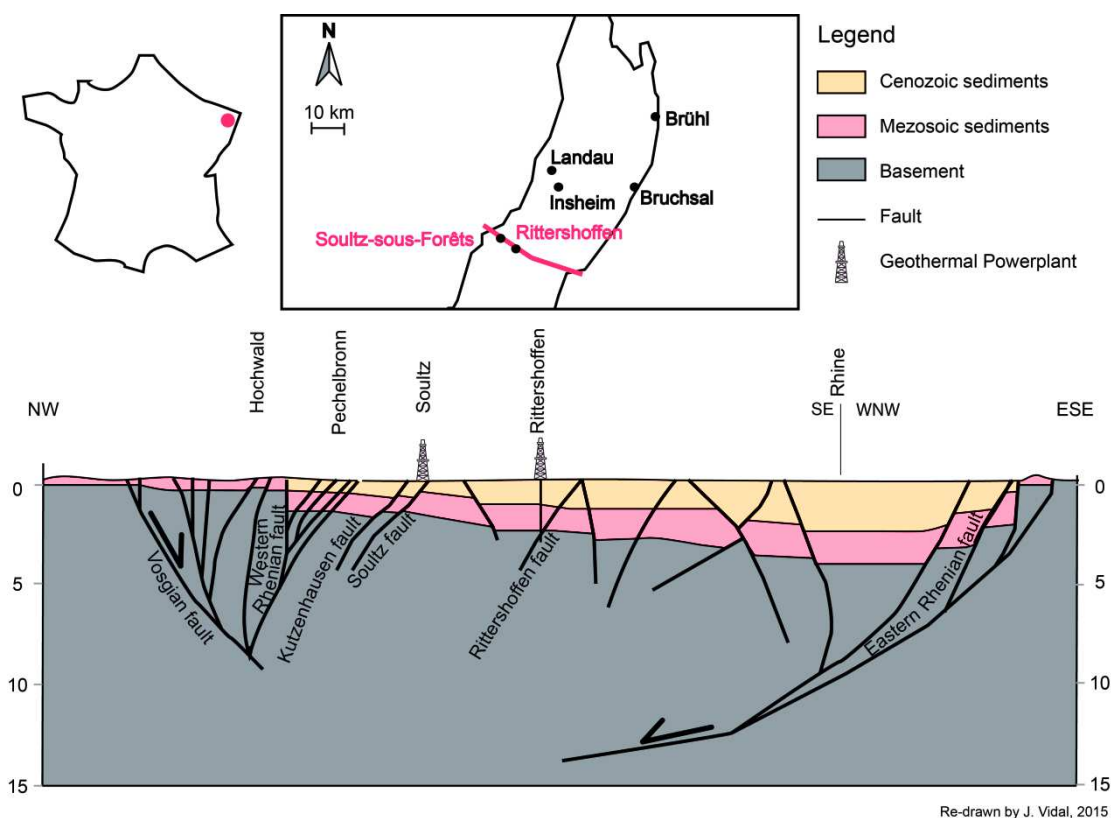 N
10 km
Brühl
Landau
Insheim
Bruchsal
Soultz-sous-Forêts
Rittershoffen
Legend
Cenozoic sediments
Mezosoic sediments
Basement
Fault
Geothermal Powerplant
NW
Hochwald
Pechelbronn
Soultz
Rittershoffen
Rhine
SE
WNW
ESE
0
5
10
15
Vosgian fault
Western
Rhenian fault
Kutzenhausen fault
Soultz fault
Rittershoffen fault
Eastern Rhenian fault
0
5
10
15
Re-drawn by J. Vidal, 2015